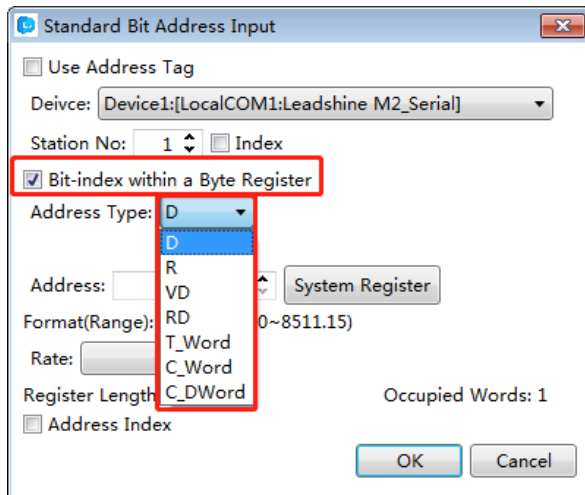 Standard Bit Address Input
Use Address Tag
Deivce: Device1:[LocalCOM1:Leadshine M2_Serial]
Station No: 1 Index
Bit-index within a Byte Register
Address Type: D
D
R
Address: System Register
VD
RD
Format(Range): 0~8511.15)
T_Word
Rate:
C_Word
Register Length C_DWord Occupied Words: 1
Address Index
OK Cancel